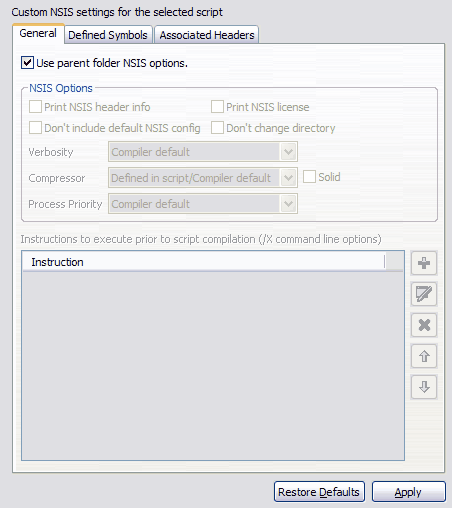 Custom NSIS settings for the selected script
General Defined Symbols Associated Headers
Use parent folder NSIS options.
NSIS Options
Print NSIS header info Print NSIS license
Don't include default NSIS config Don't change directory
Verbosity Compiler default
Compressor Defined in script/Compiler default Solid
Process Priority Compiler default
Instructions to execute prior to script compilation (/X command line options)
Instruction
Restore Defaults Apply